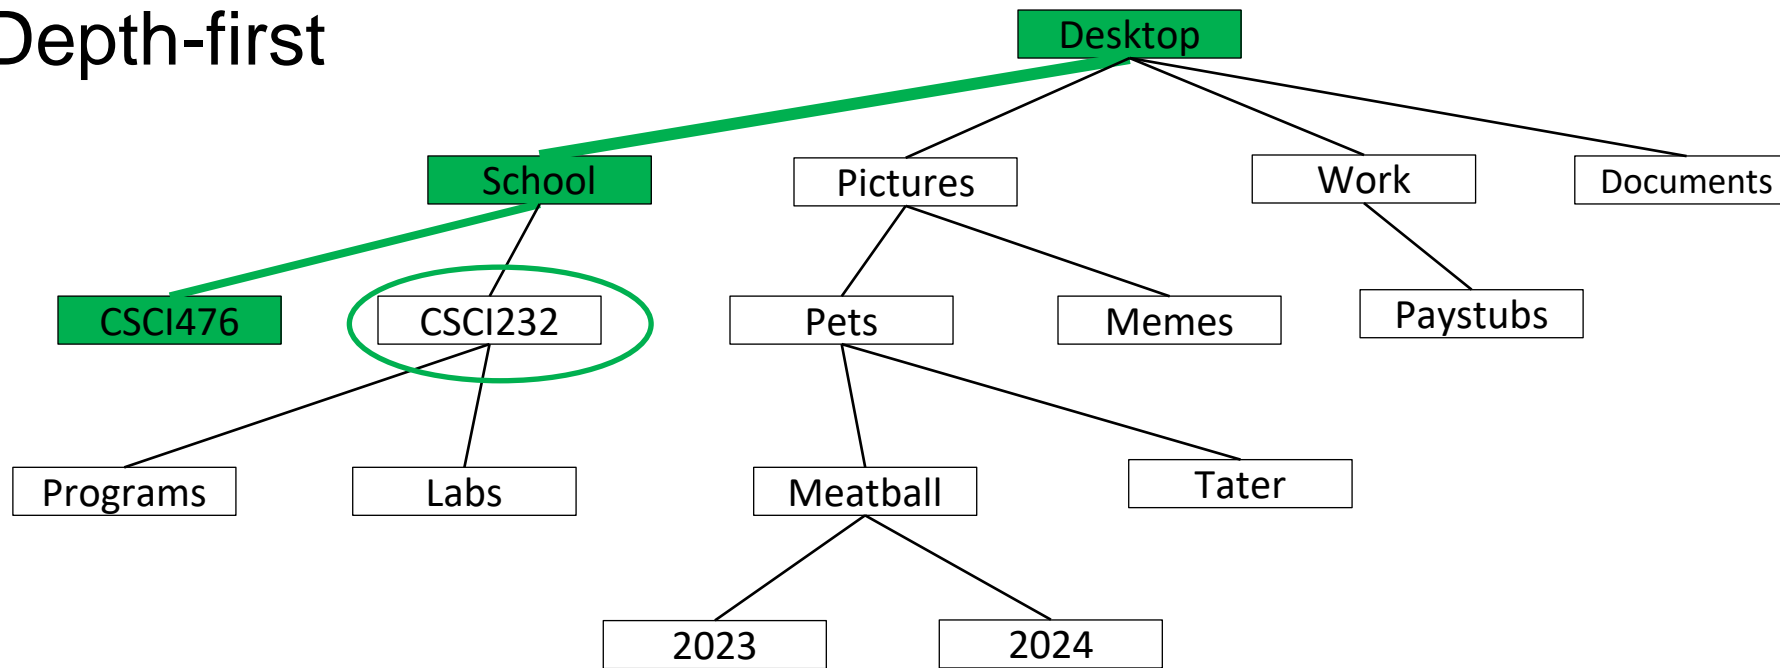 Depth-first
Desktop
School
Pictures
Work
Documents
CSCI476
CSCI232
Pets
Memes
Paystubs
Programs
Labs
Meatball
Tater
2023
2024